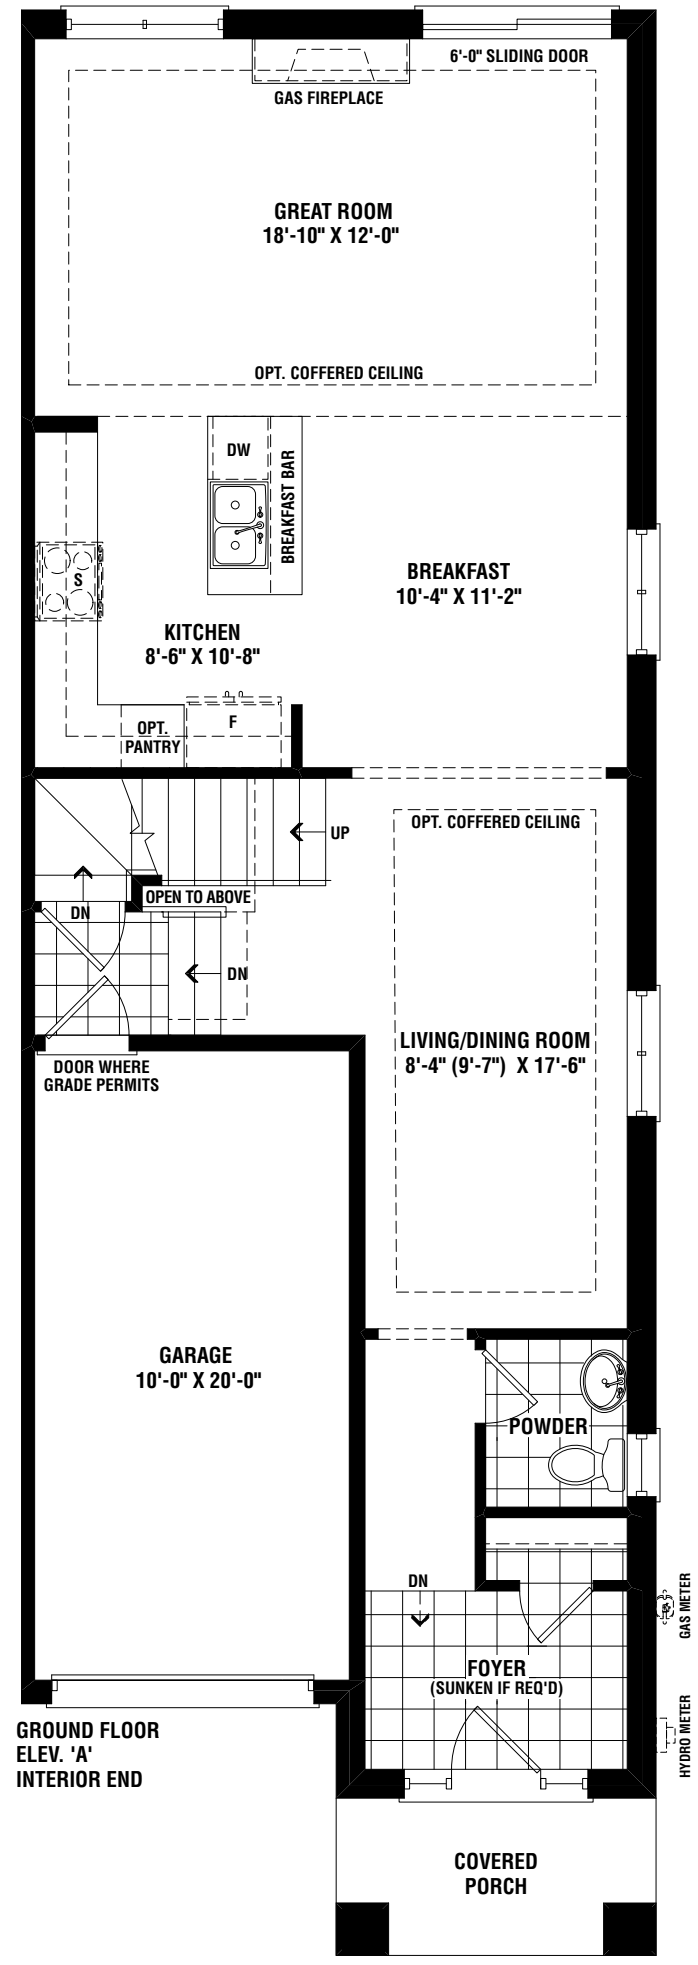 6'-0" SLIDING DOOR
GAS FIREPLACE
GREAT ROOM
18'-10" X 12'-0"
OPT. COFFERED CEILING
DW
BREAKFAST BAR
S
BREAKFAST
10'-4" X 11'-2"
KITCHEN
8'-6" X 10'-8"
OPT.
PANTRY
F
OPT. COFFERED CEILING
UP
OPEN TO ABOVE
DN
DN
LIVING/DINING ROOM
8'-4" (9'-7") X 17'-6"
DOOR WHERE
GRADE PERMITS
GARAGE
10'-0" X 20'-0"
POWDER
DN
GAS METER
FOYER
(SUNKEN IF REQ'D)
HYDRO METER
GROUND FLOOR
ELEV. 'A'
INTERIOR END
COVERED
PORCH